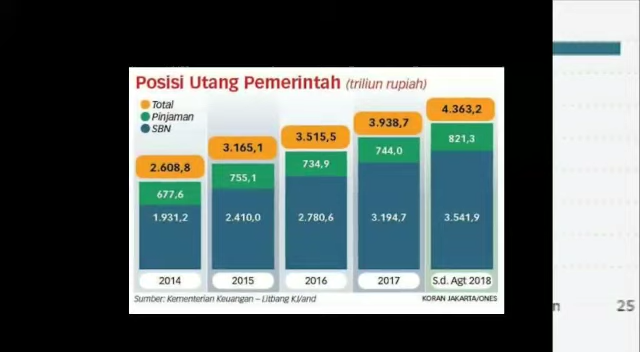 Posisi Utang Pemerintah (triliun rupiah)
Total
Pinjaman
SBN
2.608,8
3.165,1
3.515,5
3.938,7
4.363,2
677,6
755,1
734,9
744,0
821,3
1.931,2
2.410,0
2.780,6
3.194,7
3.541,9
2014
2015
2016
2017
S.d. Agt 2018
Sumber: Kementerian Keuangan – Litbang KJ/and
KORAN JAKARTA/ONES
25